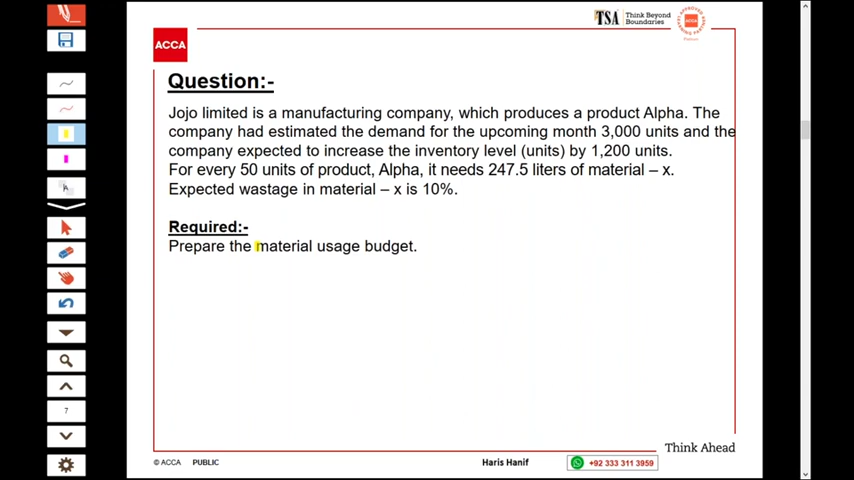 TSA Think Beyond
Boundaries
ACCA
Question:-
Jojo limited is a manufacturing company, which produces a product Alpha. The
company had estimated the demand for the upcoming month 3,000 units and the
company expected to increase the inventory level (units) by 1,200 units.
For every 50 units of product, Alpha, it needs 247.5 liters of material – x.
Expected wastage in material – x is 10%.
Required:-
Prepare the material usage budget.
7
Think Ahead
© ACCA PUBLIC
Haris Hanif
+92 333 311 3959